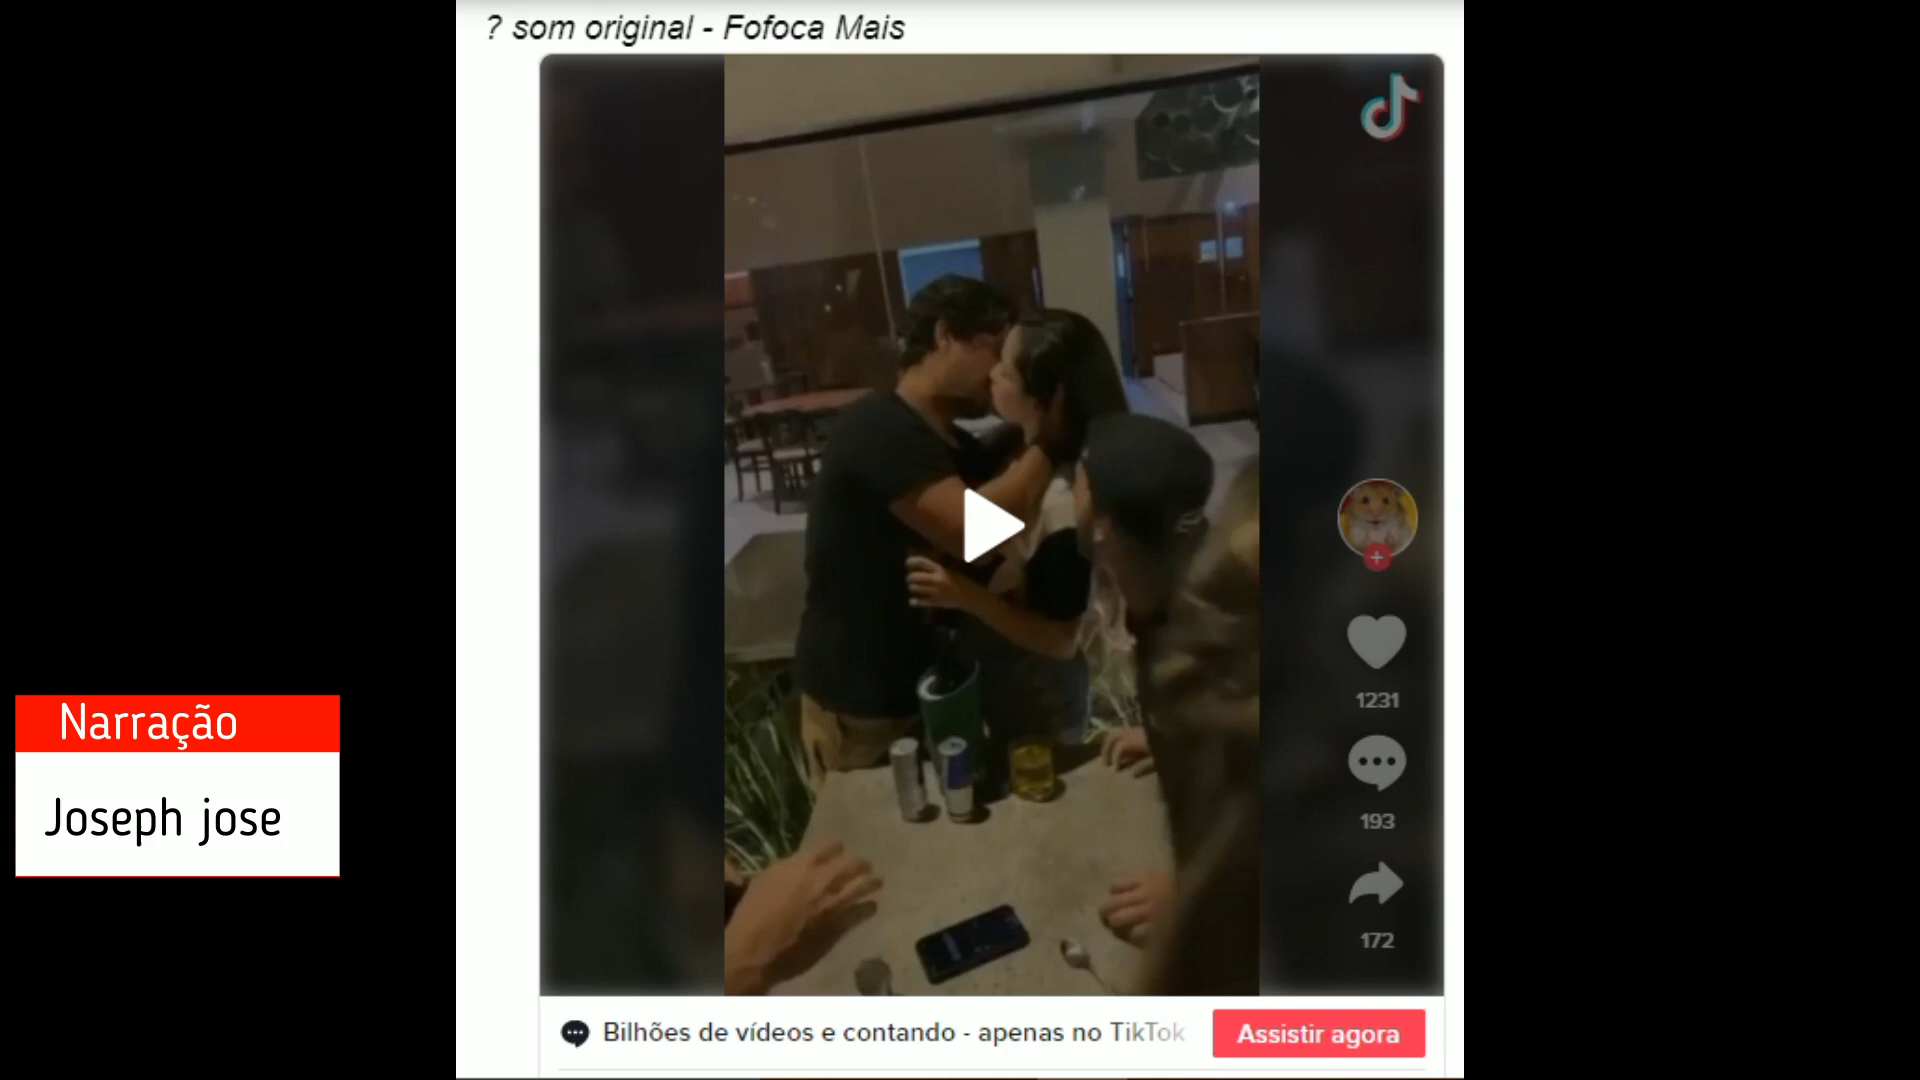 ? som original - Fofoca Mais
1231
193
172
Narração
Joseph jose
Bilhões de vídeos e contando - apenas no TikTok
Assistir agora